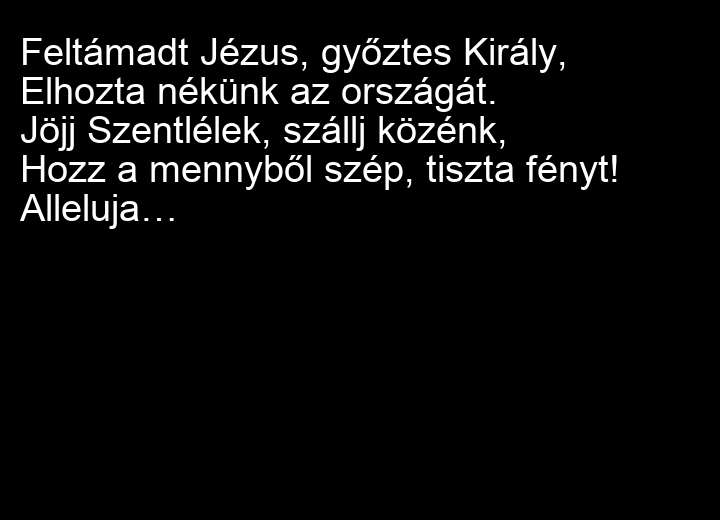 Feltámadt Jézus, győztes Király,
Elhozta nékünk az országát.
Jöjj Szentlélek, szállj közénk,
Hozz a mennyből szép, tiszta fényt!
Alleluja…